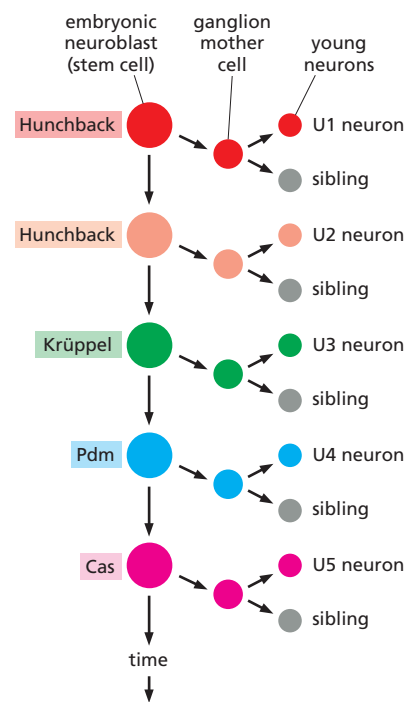 embryonic
neuroblast
(stem cell)
ganglion
mother
cell
young
neurons
Hunchback
U1 neuron
sibling
Hunchback
U2 neuron
sibling
Krüppel
U3 neuron
sibling
Pdm
U4 neuron
sibling
Cas
U5 neuron
sibling
time